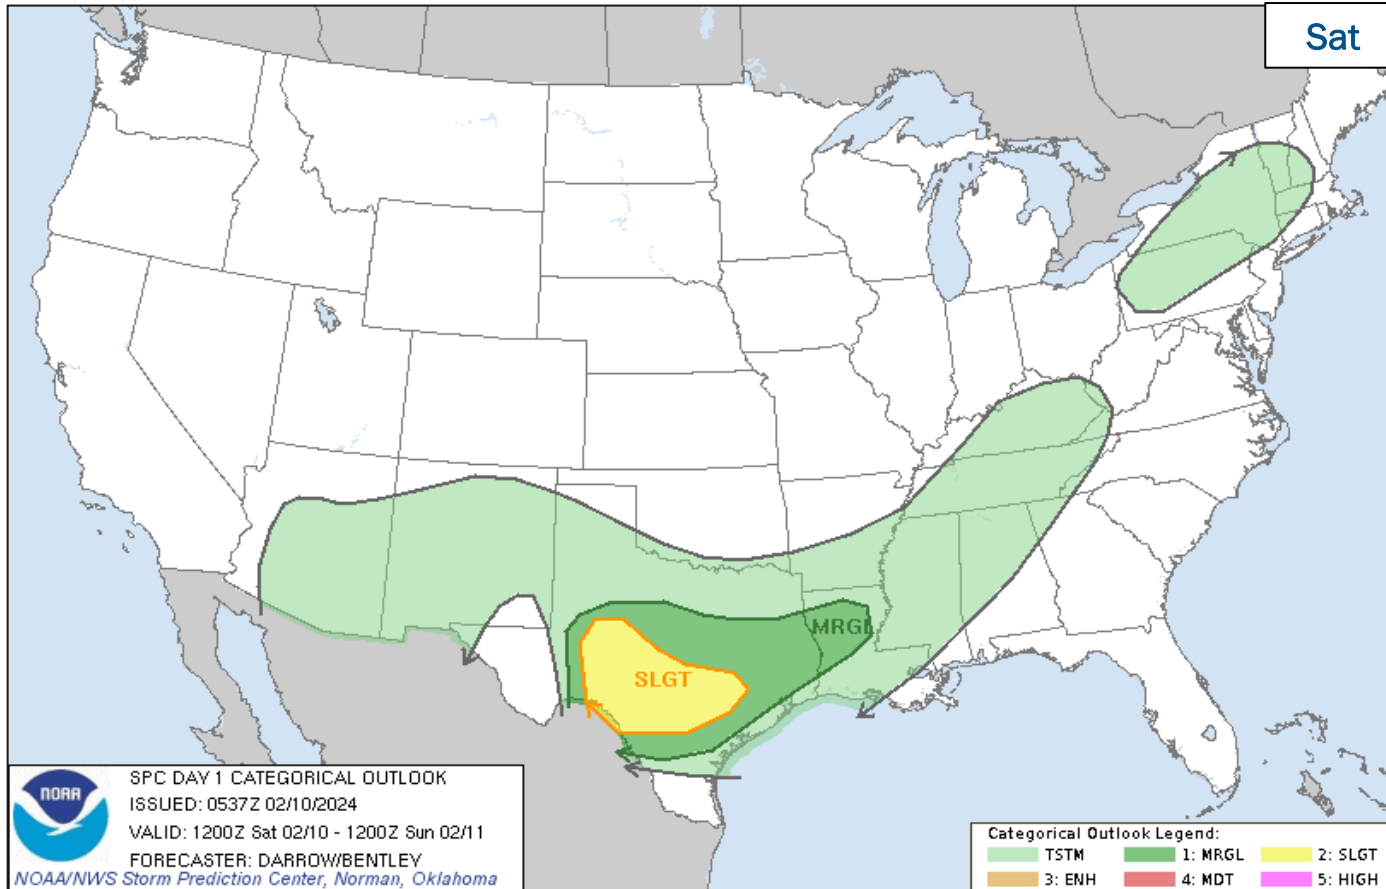 Sat
MRGL
SLGT
NOAA
SPC DAY 1 CATEGORICAL OUTLOOK
ISSUED: 0537Z 02/10/2024
VALID: 1200Z Sat 02/10 - 1200Z Sun 02/11
FORECASTER: DARROW/BENTLEY
NOAA/NWS Storm Prediction Center, Norman, Oklahoma
Categorical Outlook Legend:
TSTM 1: MRGL 2: SLGT
3: ENH 4: MDT 5: HIGH